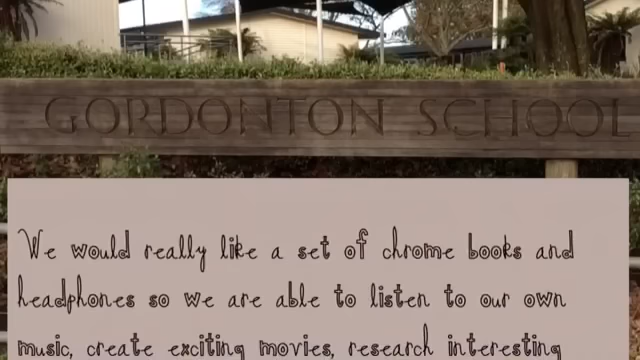 GORDONTON SCHOOL
We would really like a set of chrome books and
headphones so we are able to listen to our own
music, create exciting movies, research interesting